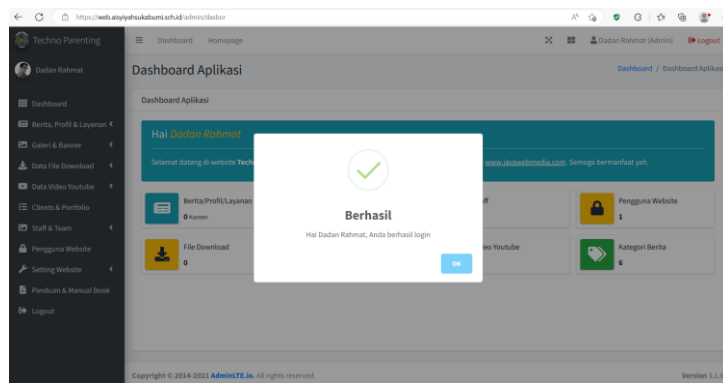 https://web.aisyiyahsukabumi.sch.id/admin/dasbor
Techno Parenting
Dashboard Homepage
Dadan Rahmat (Admin) Logout
Dadan Rahmat
Dashboard Aplikasi
Dashboard / Dashboard Aplikasi
Dashboard
Berita, Profil & Layanan
Galeri & Banner
Data File Download
Data Video Youtube
Clients & Portfolio
Staff & Team
Pengguna Website
Setting Website
Panduan & Manual Book
Logout
Dashboard Aplikasi
Hai Dadan Rahmat
Selamat datang di website
www.javawebmedia.com. Semoga bermanfaat yah.
Berita/Profil/Layanan
0 Konten
Pengguna Website
1
File Download
0
Youtube
Kategori Berita
6
Berhasil
Hai Dadan Rahmat, Anda berhasil login
OK
Copyright © 2014-2021 AdminLTE.io. All rights reserved.
Version